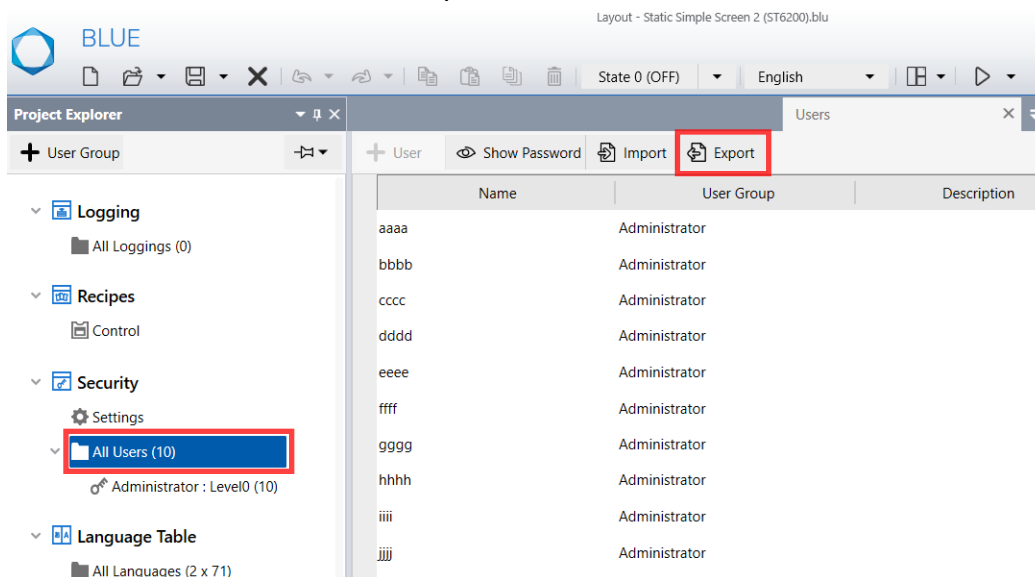 Layout - Static Simple Screen 2 (ST6200).blu
BLUE
State 0 (OFF) English
Project Explorer
Users
User Group
User Show Password Import Export
Name User Group Description
Logging
All Loggings (0)
Recipes
Control
Security
Settings
All Users (10)
Administrator : Level0 (10)
Language Table
All Languages (2 x 71)
aaaa Administrator
bbbb Administrator
cccc Administrator
dddd Administrator
eeee Administrator
ffff Administrator
gggg Administrator
hhhh Administrator
iiii Administrator
jjjj Administrator